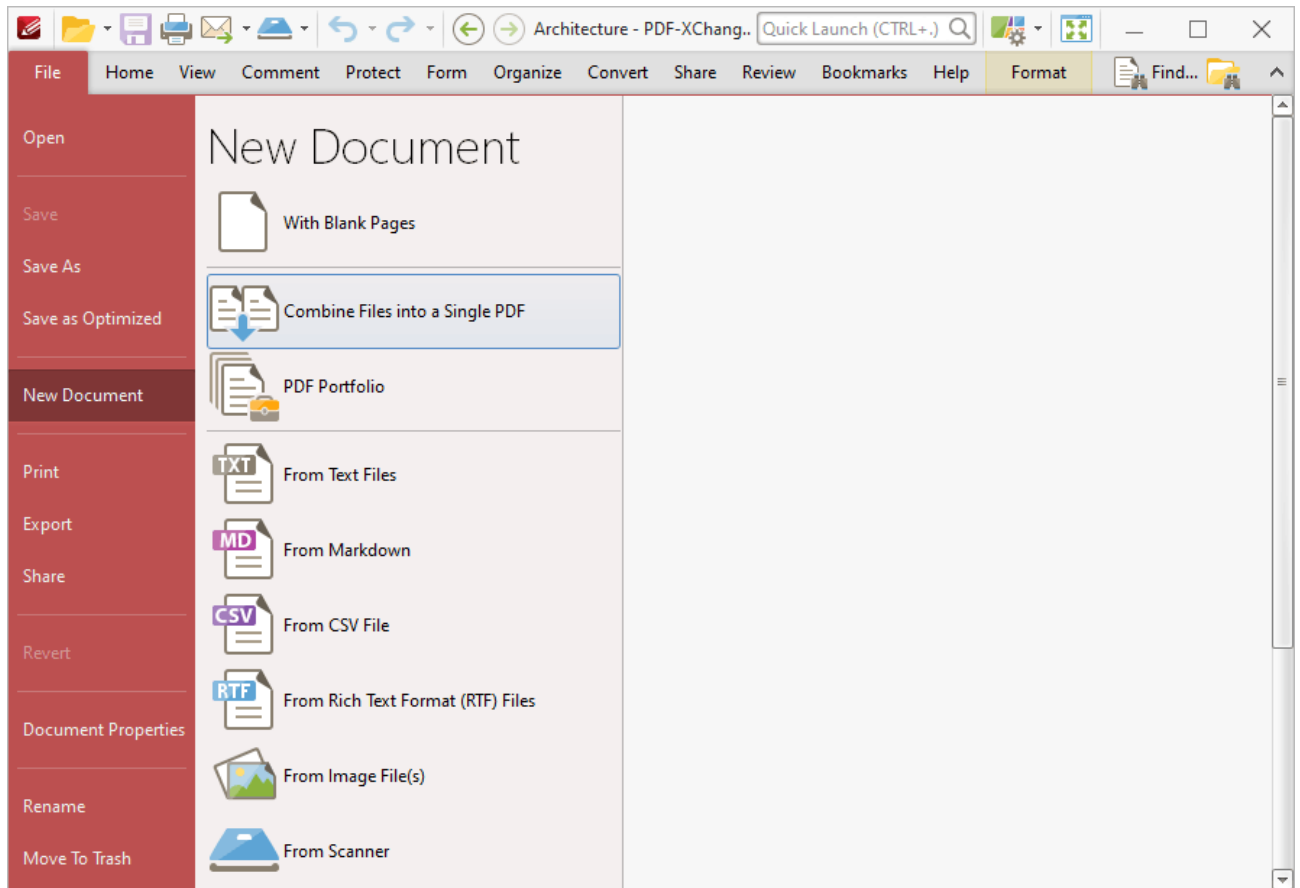 Architecture - PDF-XChang..
Quick Launch (CTRL+.)
File Home View Comment Protect Form Organize Convert Share Review Bookmarks Help Format Find...
Open
Save
Save As
Save as Optimized
New Document
Print
Export
Share
Revert
Document Properties
Rename
Move To Trash
New Document
With Blank Pages
Combine Files into a Single PDF
PDF Portfolio
TXT From Text Files
MD From Markdown
CSV From CSV File
RTF From Rich Text Format (RTF) Files
From Image File(s)
From Scanner